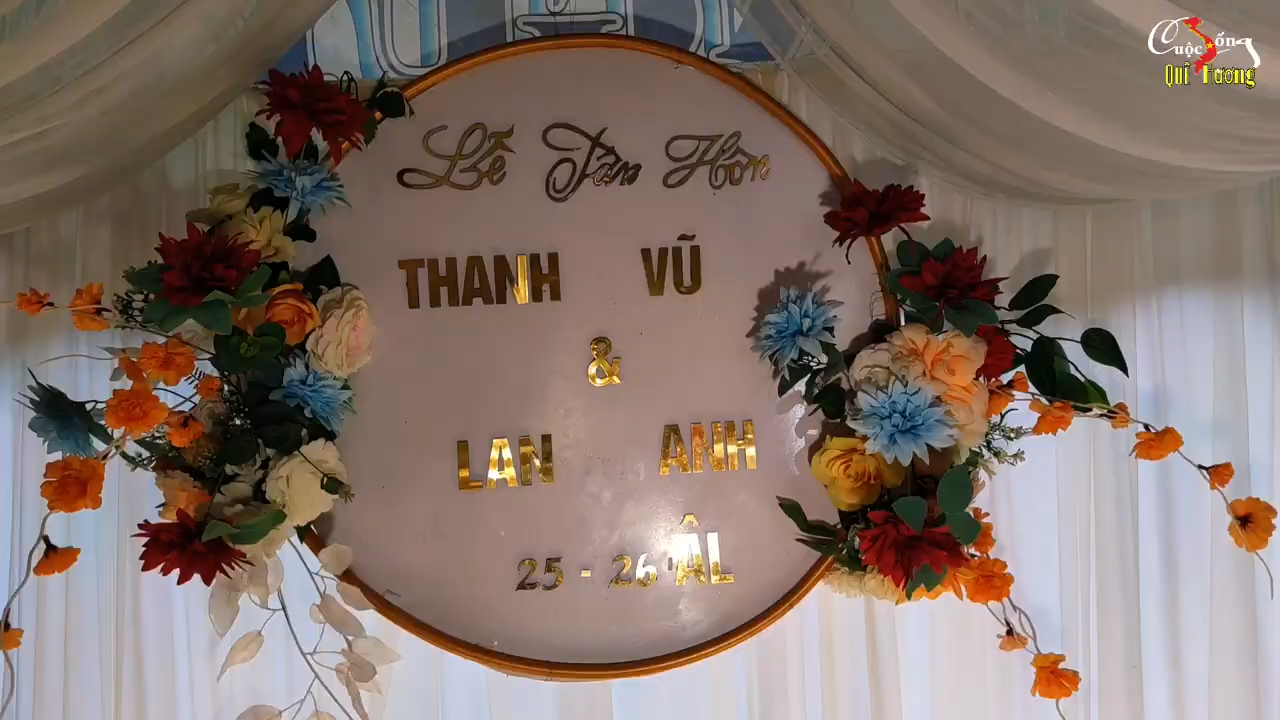 Cuộc Sống
QUÊ Hương
Lễ Tân Hôn
THANH VŨ
&
LAN ANH
25 - 26 ÂL